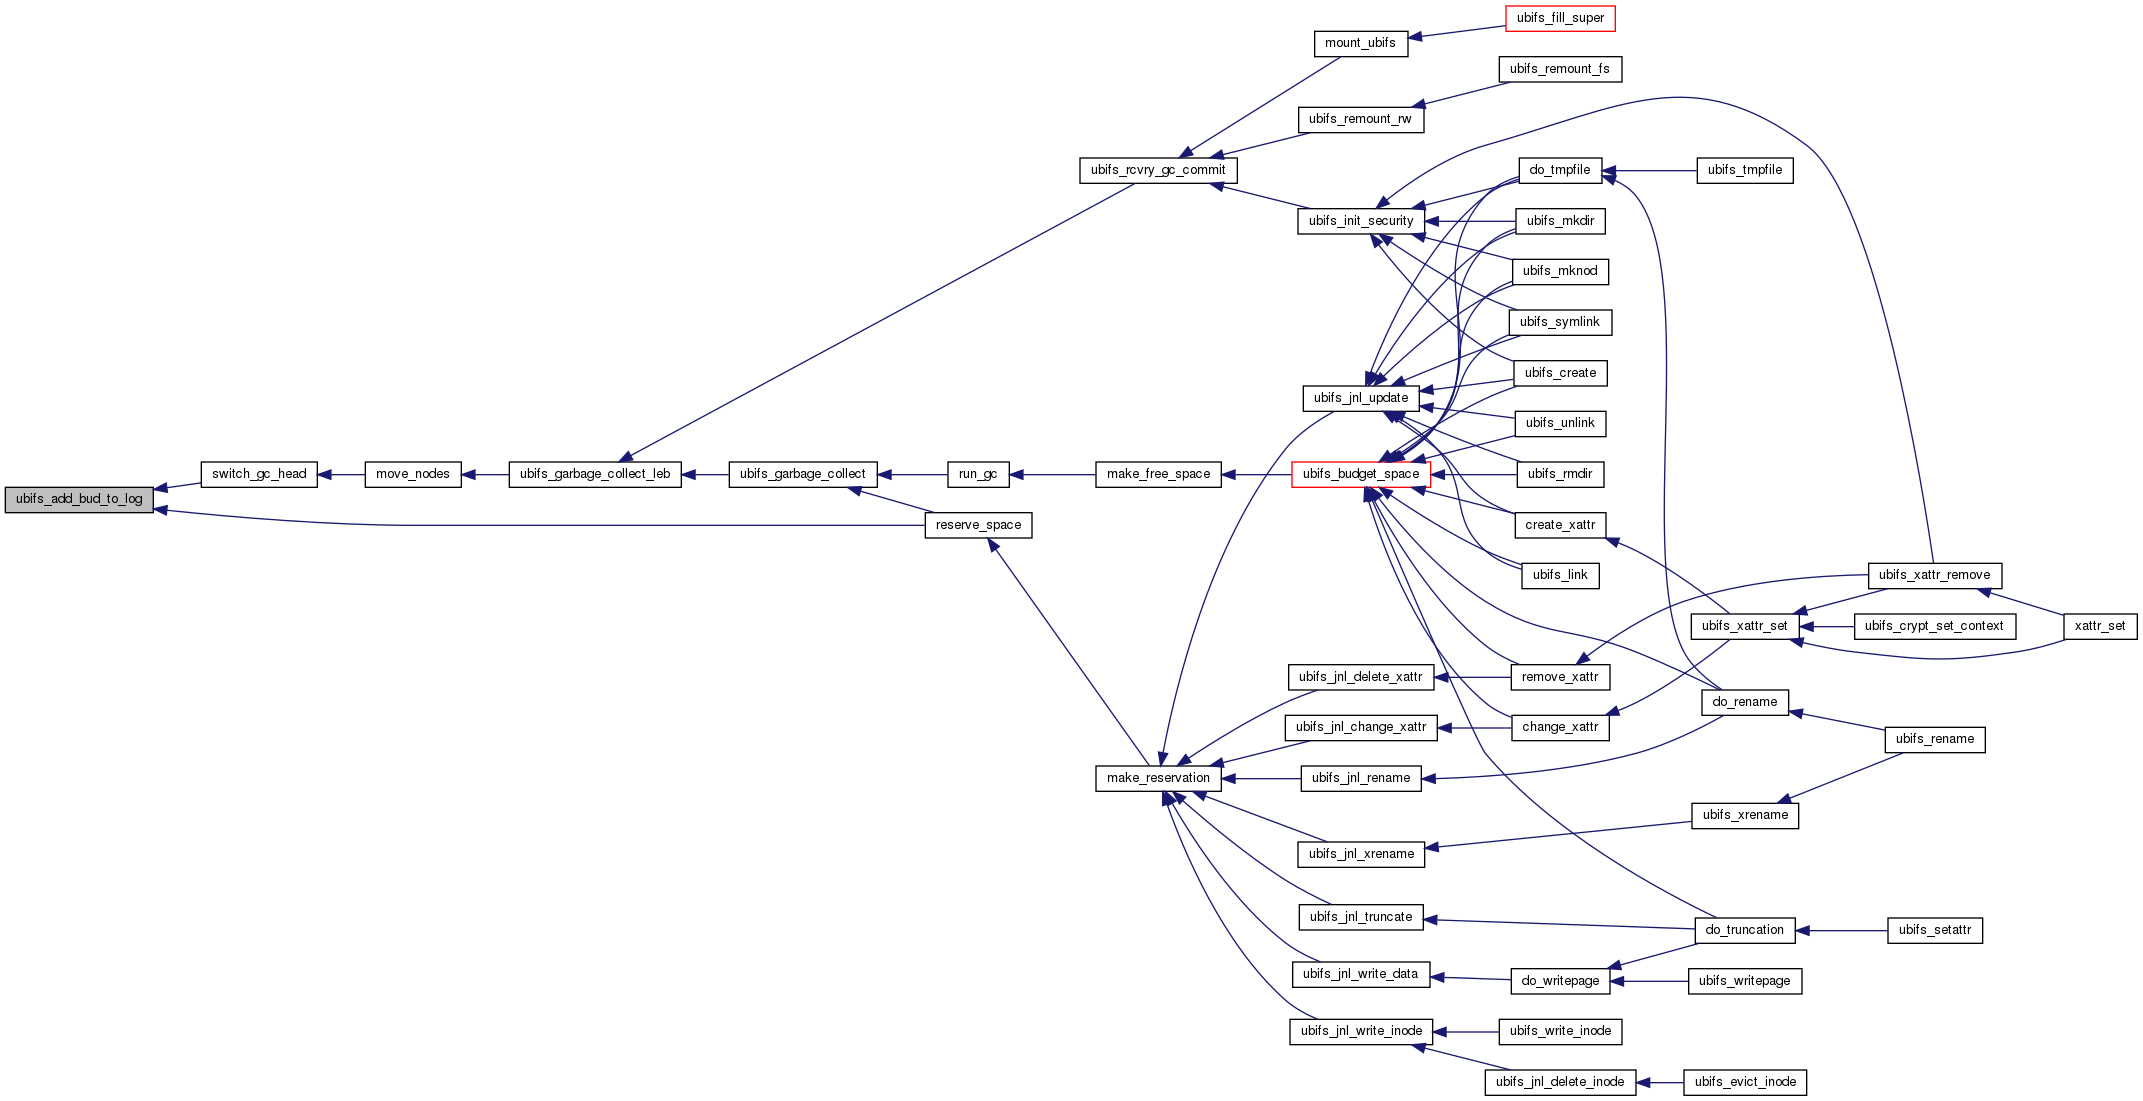 ubifs_add_bud_to_log
switch_gc_head
move_nodes
ubifs_garbage_collect_leb
ubifs_garbage_collect
run_gc
reserve_space
ubifs_rcvry_gc_commit
make_free_space
make_reservation
mount_ubifs
ubifs_remount_rw
ubifs_init_security
ubifs_jnl_update
ubifs_budget_space
ubifs_jnl_delete_xattr
ubifs_jnl_change_xattr
ubifs_jnl_rename
ubifs_jnl_xrename
ubifs_jnl_truncate
ubifs_jnl_write_data
ubifs_jnl_write_inode
ubifs_fill_super
ubifs_remount_fs
do_tmpfile
ubifs_mkdir
ubifs_mknod
ubifs_symlink
ubifs_create
ubifs_unlink
ubifs_rmdir
create_xattr
ubifs_link
remove_xattr
change_xattr
do_writepage
ubifs_write_inode
ubifs_jnl_delete_inode
ubifs_tmpfile
ubifs_xattr_set
do_rename
ubifs_xrename
do_truncation
ubifs_writepage
ubifs_evict_inode
ubifs_xattr_remove
ubifs_crypt_set_context
ubifs_rename
ubifs_setattr
xattr_set